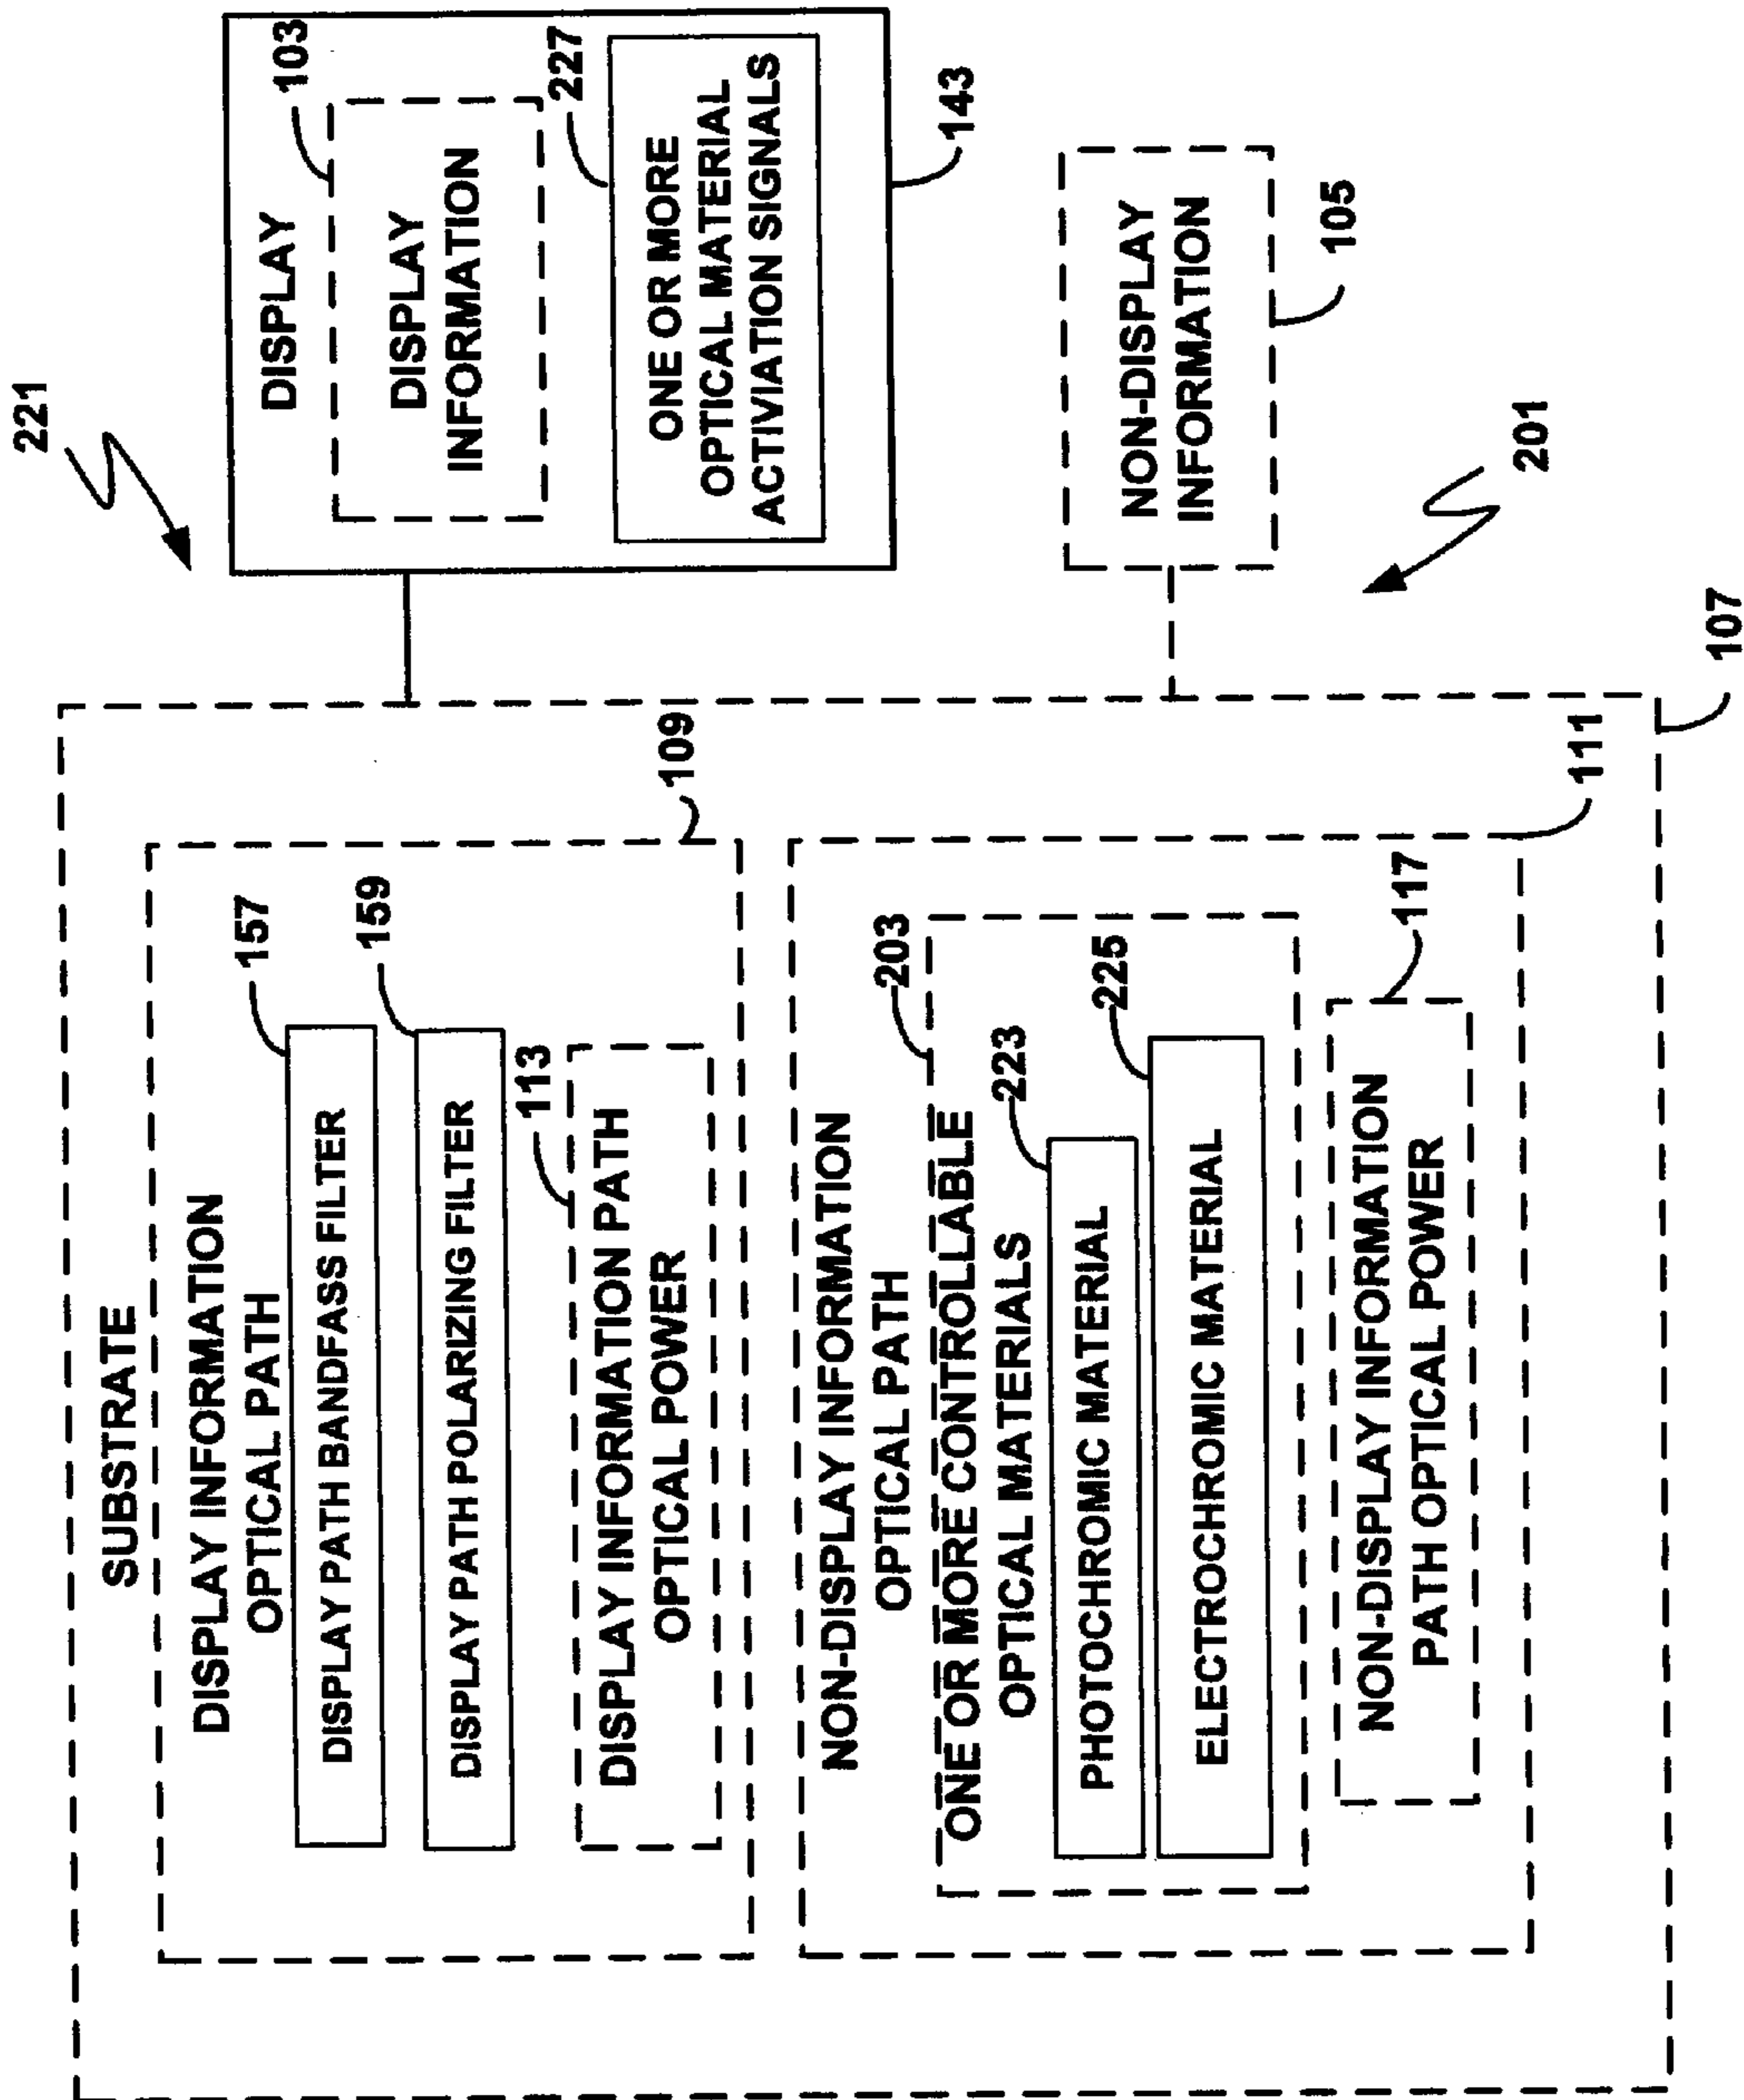 221
SUBSTRATE
DISPLAY INFORMATION
OPTICAL PATH
157
DISPLAY PATH BANDFASS FILTER
159
DISPLAY PATH POLARIZING FILTER
113
DISPLAY INFORMATION PATH
OPTICAL POWER
109
NON-DISPLAY INFORMATION
OPTICAL PATH
203
ONE OR MORE CONTROLLABLE
OPTICAL MATERIALS
223
PHOTOCHROMIC MATERIAL
225
ELECTROCHROMIC MATERIAL
117
NON-DISPLAY INFORMATION
PATH OPTICAL POWER
111
107
DISPLAY
103
DISPLAY
INFORMATION
227
ONE OR MORE
OPTICAL MATERIAL
ACTIVIATION SIGNALS
143
NON-DISPLAY
INFORMATION
105
201